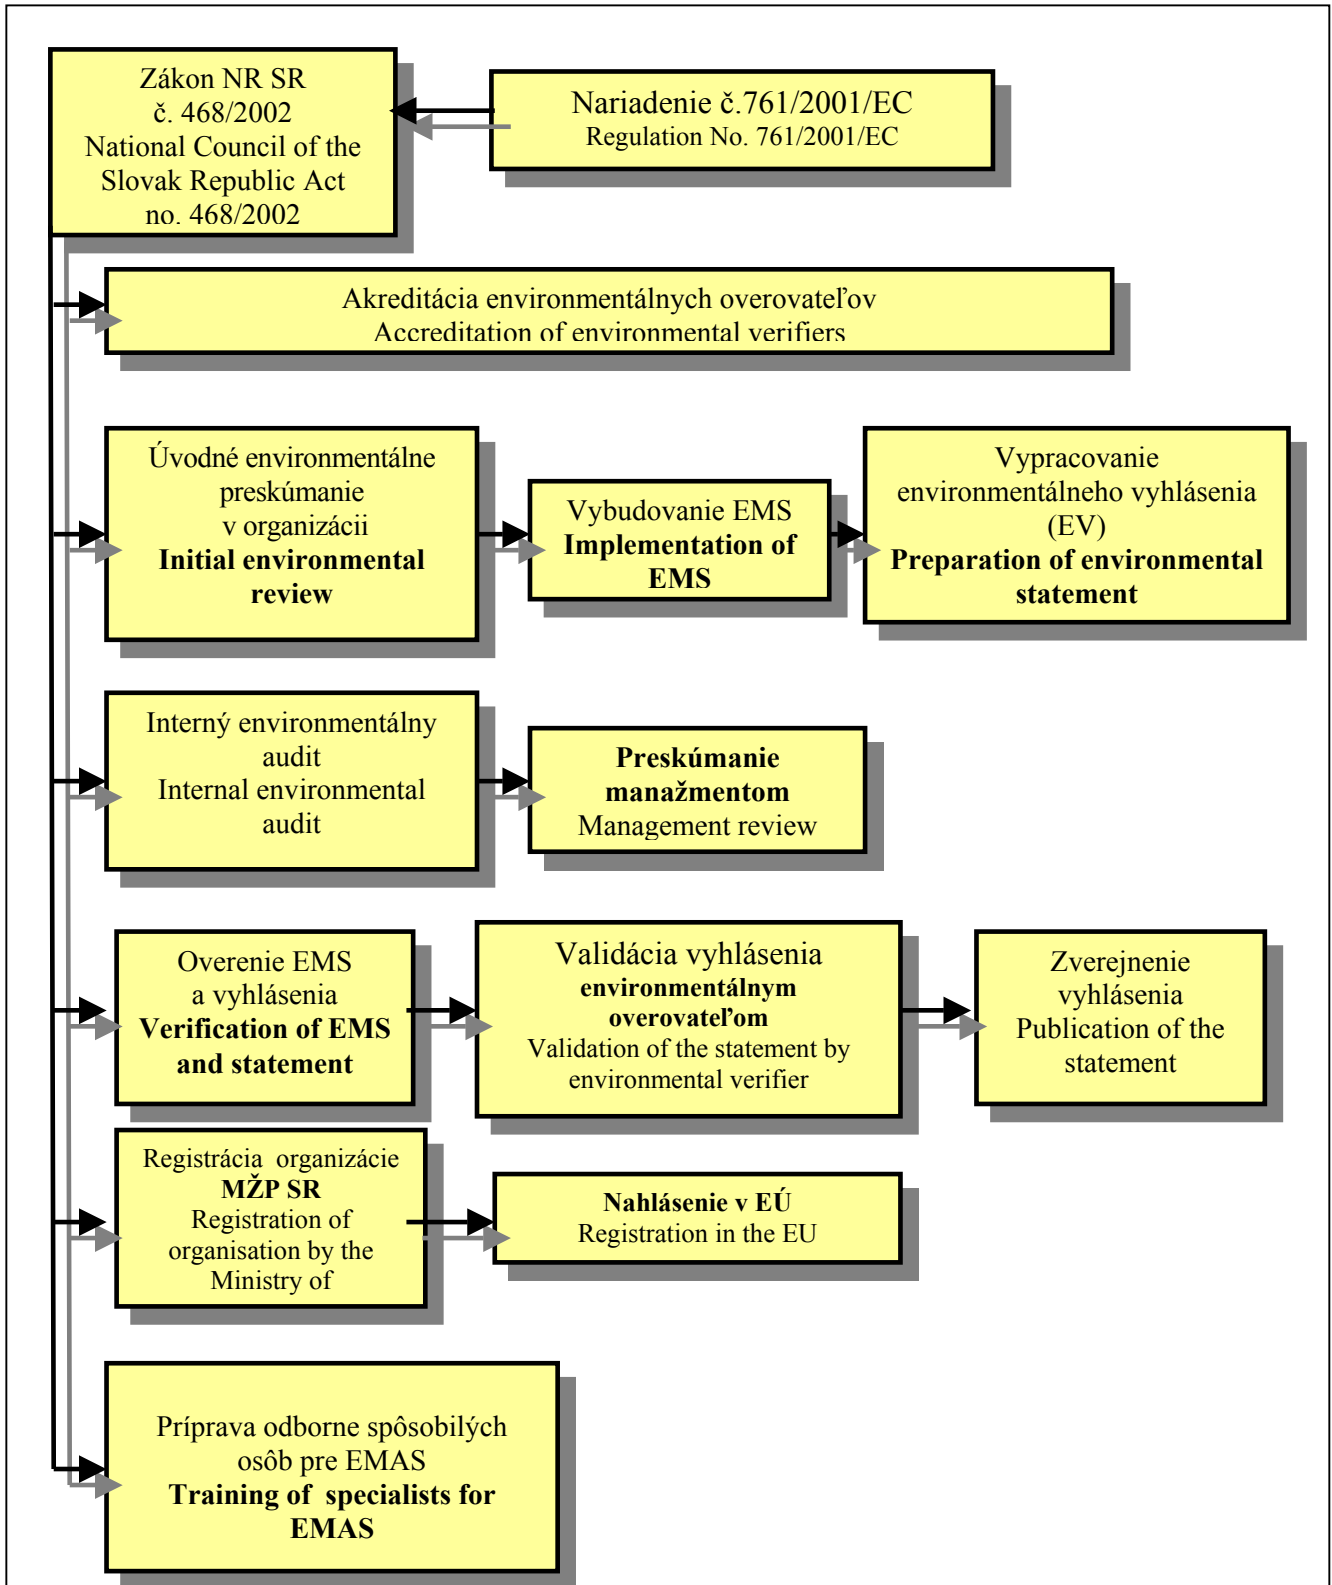 Zákon NR SR
č. 468/2002
National Council of the
Slovak Republic Act
no. 468/2002
Nariadenie č.761/2001/EC
Regulation No. 761/2001/EC
Akreditácia environmentálnych overovateľov
Accreditation of environmental verifiers
Úvodné environmentálne
preskúmanie
v organizácii
Initial environmental
review
Vybudovanie EMS
Implementation of
EMS
Vypracovanie
environmentálneho vyhlásenia
(EV)
Preparation of environmental
statement
Interný environmentálny
audit
Internal environmental
audit
Preskúmanie
manažmentom
Management review
Overenie EMS
a vyhlásenia
Verification of EMS
and statement
Validácia vyhlásenia
environmentálnym
overovateľom
Validation of the statement by
environmental verifier
Zverejnenie
vyhlásenia
Publication of the
statement
Registrácia organizácie
MŽP SR
Registration of
organisation by the
Ministry of
Nahlásenie v EÚ
Registration in the EU
Príprava odborne spôsobilých
osôb pre EMAS
Training of specialists for
EMAS